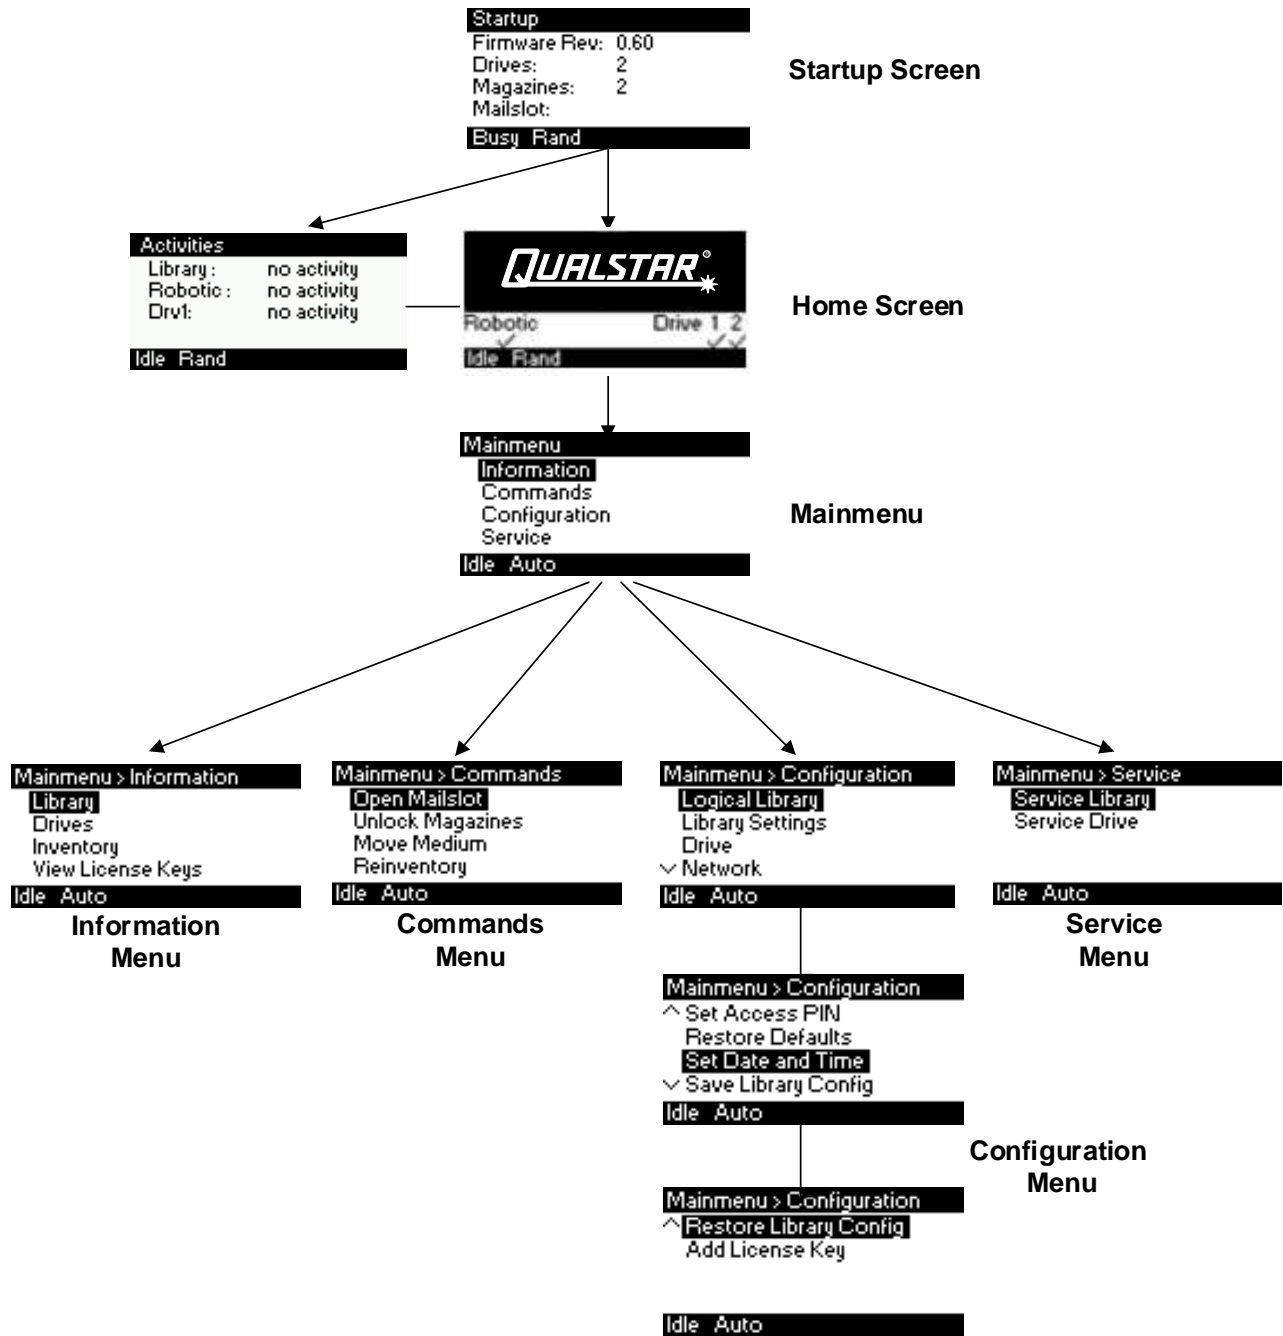 Startup
Firmware Rev: 0.60
Drives: 2
Magazines: 2
Mailslot:
Busy Rand
Startup Screen
Activities
Library: no activity
Robotic: no activity
Drv1: no activity
Idle Rand
QUALSTAR®
Robotic Drive 1 2
Idle Rand
Home Screen
Mainmenu
Information
Commands
Configuration
Service
Idle Auto
Mainmenu
Mainmenu > Information
Library
Drives
Inventory
View License Keys
Idle Auto
Information
Menu
Mainmenu > Commands
Open Mailslot
Unlock Magazines
Move Medium
Reinventory
Idle Auto
Commands
Menu
Mainmenu > Configuration
Logical Library
Library Settings
Drive
Network
Idle Auto
Mainmenu > Service
Service Library
Service Drive
Idle Auto
Service
Menu
Mainmenu > Configuration
Set Access PIN
Restore Defaults
Set Date and Time
Save Library Config
Idle Auto
Configuration
Menu
Mainmenu > Configuration
Restore Library Config
Add License Key
Idle Auto